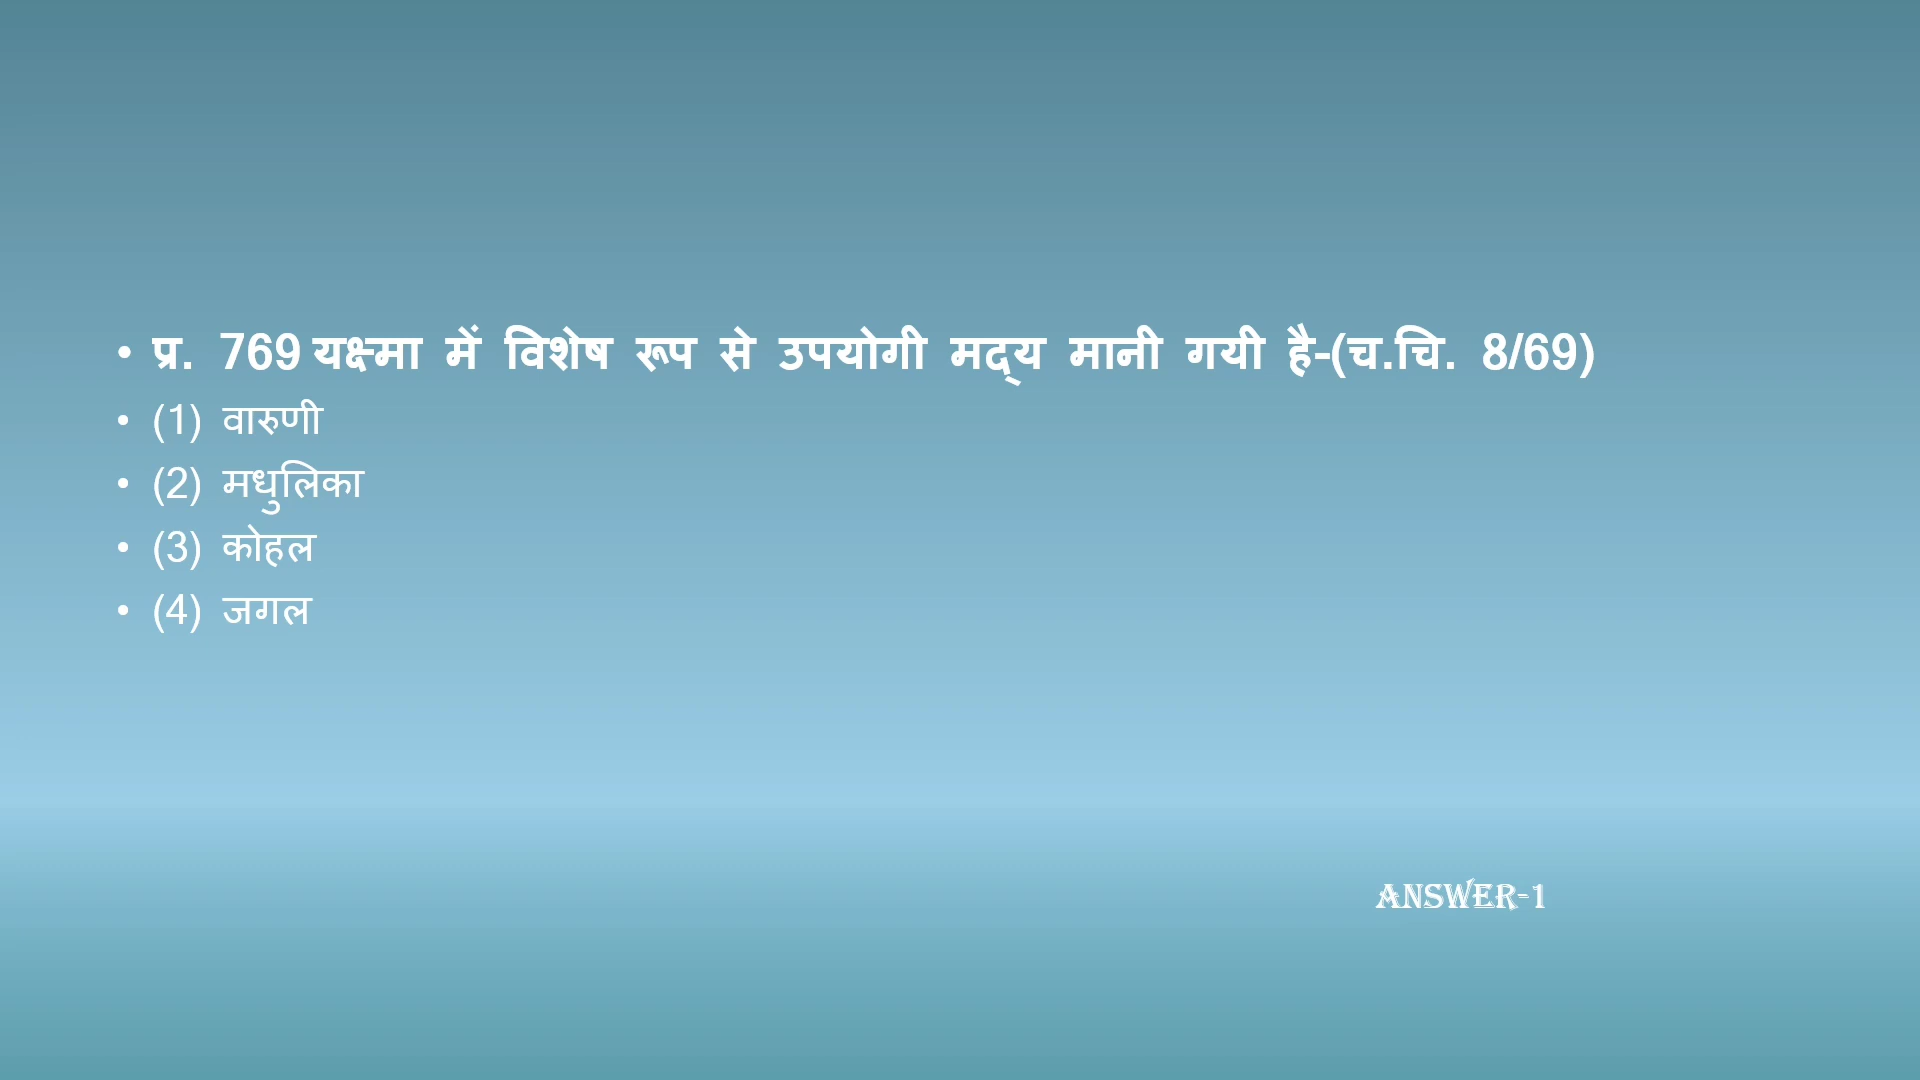 • प्र. 769 यक्ष्मा में विशेष रूप से उपयोगी मद्य मानी गयी है-(च.चि. 8/69)
• (1) वारुणी
• (2) मधुलिका
• (3) कोहल
• (4) जगल
ANSWER-1